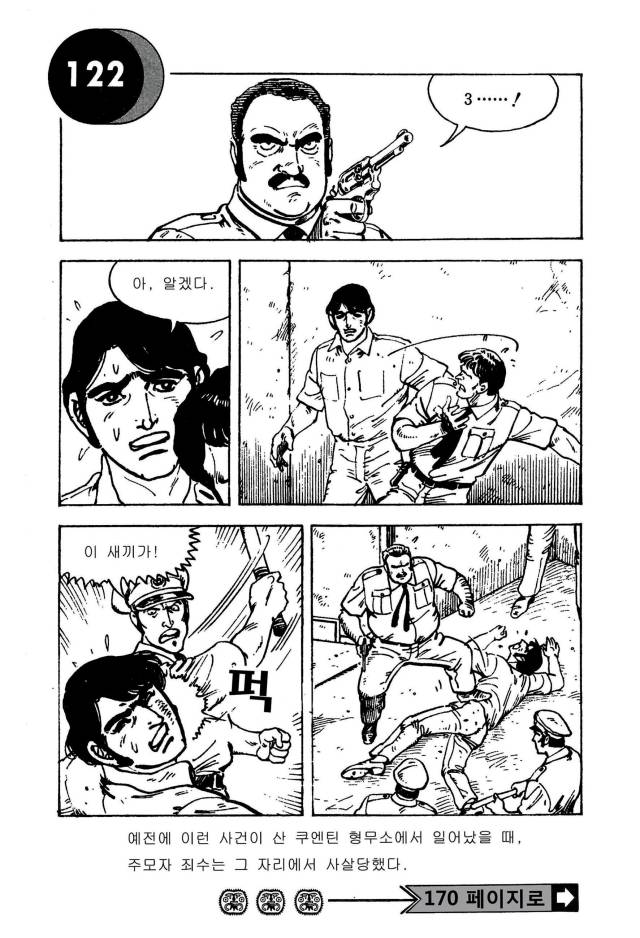 122
3……!
아, 알겠다.
이 새끼가!
퍽
예전에 이런 사건이 산 쿠엔틴 형무소에서 일어났을 때,
주모자 죄수는 그 자리에서 사살당했다.
170 페이지로